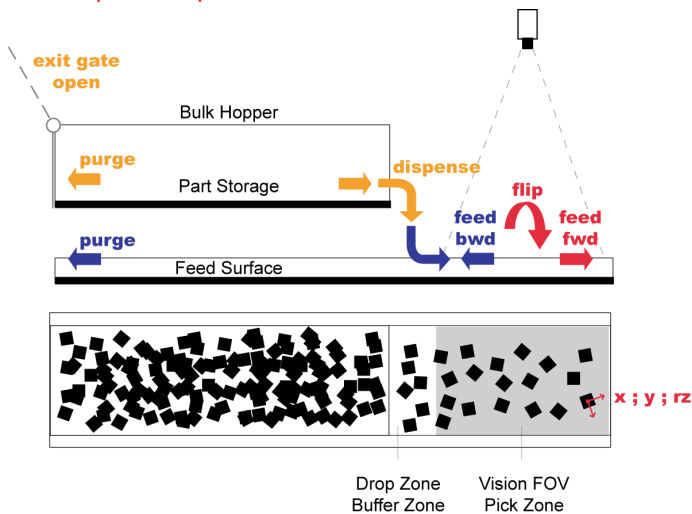 exit gate
open
Bulk Hopper
purge
Part Storage
dispense
flip
feed
bwd
feed
fwd
purge
Feed Surface
x ; y ; rz
Drop Zone
Buffer Zone
Vision FOV
Pick Zone